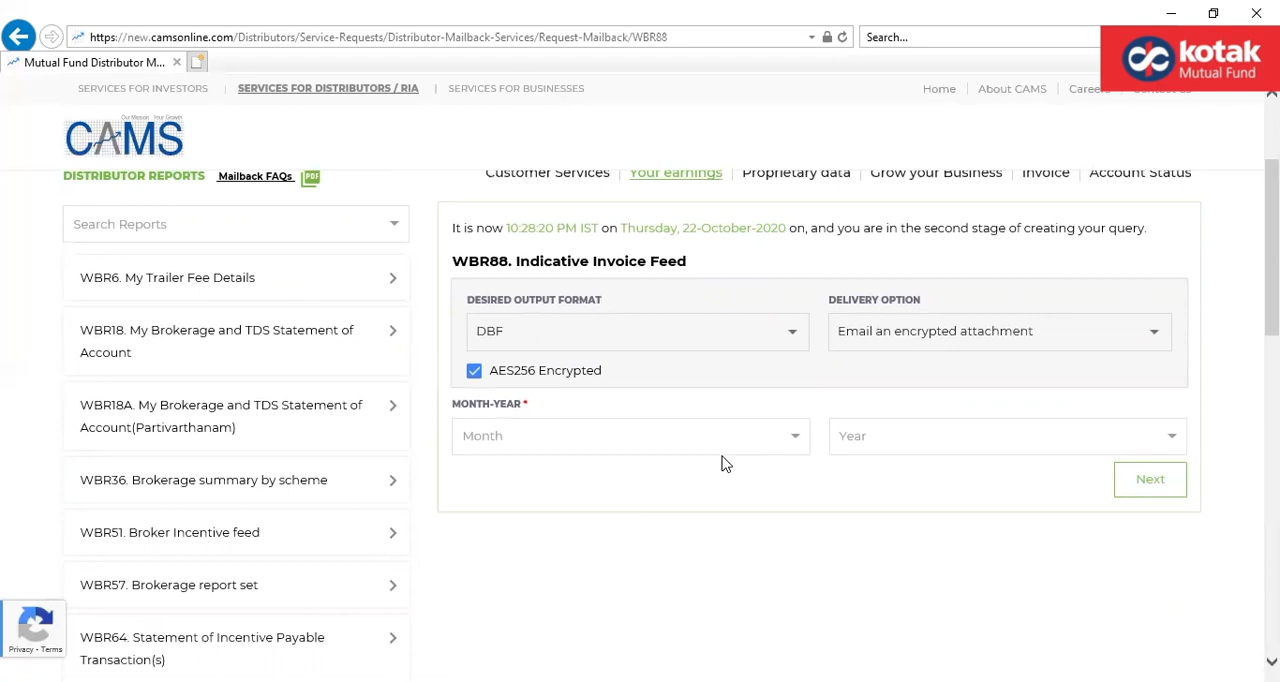 https://new.camsonline.com/Distributors/Service-Requests/Distributor-Mailback-Services/Request-Mailback/WBR88
Search...
Mutual Fund Distributor M...
kotak
Mutual Fund
SERVICES FOR INVESTORS | SERVICES FOR DISTRIBUTORS / RIA | SERVICES FOR BUSINESSES
Home | About CAMS | Careers
CAMS
DISTRIBUTOR REPORTS Mailback FAQs PDF
Customer Services | Your earnings | Proprietary data | Grow your Business | Invoice | Account Status
Search Reports
WBR6. My Trailer Fee Details
WBR18. My Brokerage and TDS Statement of
Account
WBR18A. My Brokerage and TDS Statement of
Account(Partivarthanam)
WBR36. Brokerage summary by scheme
WBR51. Broker Incentive feed
WBR57. Brokerage report set
WBR64. Statement of Incentive Payable
Transaction(s)
It is now 10:28:20 PM IST on Thursday, 22-October-2020 on, and you are in the second stage of creating your query.
WBR88. Indicative Invoice Feed
DESIRED OUTPUT FORMAT
DBF
AES256 Encrypted
DELIVERY OPTION
Email an encrypted attachment
MONTH-YEAR *
Month
Year
Next
Privacy - Terms